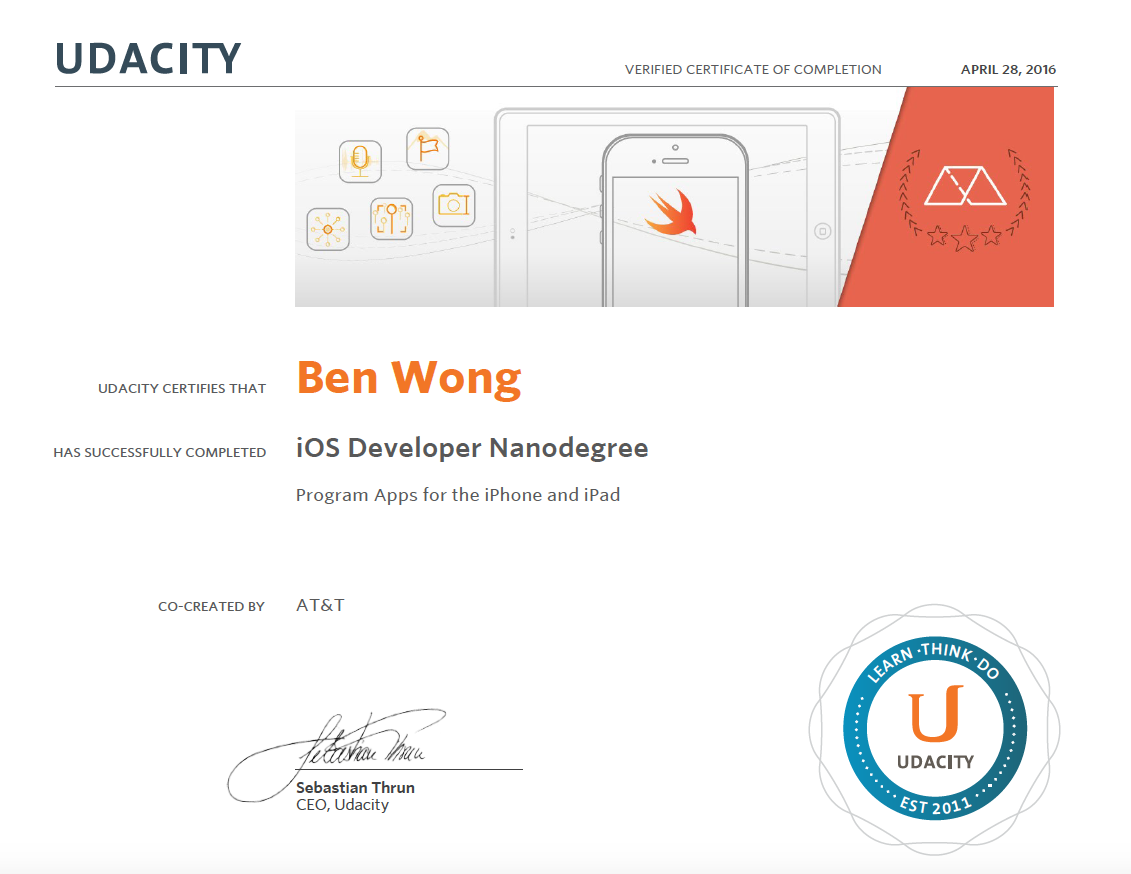 UDACITY
VERIFIED CERTIFICATE OF COMPLETION APRIL 28, 2016
UDACITY CERTIFIES THAT Ben Wong
HAS SUCCESSFULLY COMPLETED iOS Developer Nanodegree
Program Apps for the iPhone and iPad
CO-CREATED BY AT&T
Sebastian Thrun
Sebastian Thrun
CEO, Udacity
LEARN · THINK · DO
U
UDACITY
EST 2011